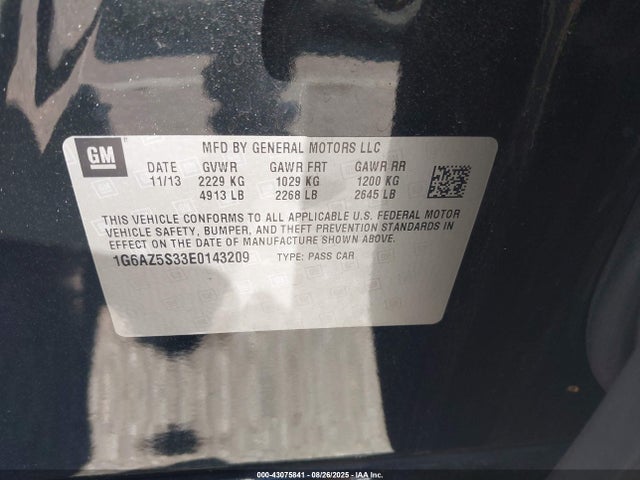 GM
MFD BY GENERAL MOTORS LLC
DATE GVWR GAWR FRT GAWR RR
11/13 2229 KG 1029 KG 1200 KG
4913 LB 2268 LB 2645 LB
THIS VEHICLE CONFORMS TO ALL APPLICABLE U.S. FEDERAL MOTOR
VEHICLE SAFETY, BUMPER, AND THEFT PREVENTION STANDARDS IN
EFFECT ON THE DATE OF MANUFACTURE SHOWN ABOVE.
1G6AZ5S33E0143209 TYPE: PASS CAR
000-43075841 - 08/26/2025 - IAA Inc.